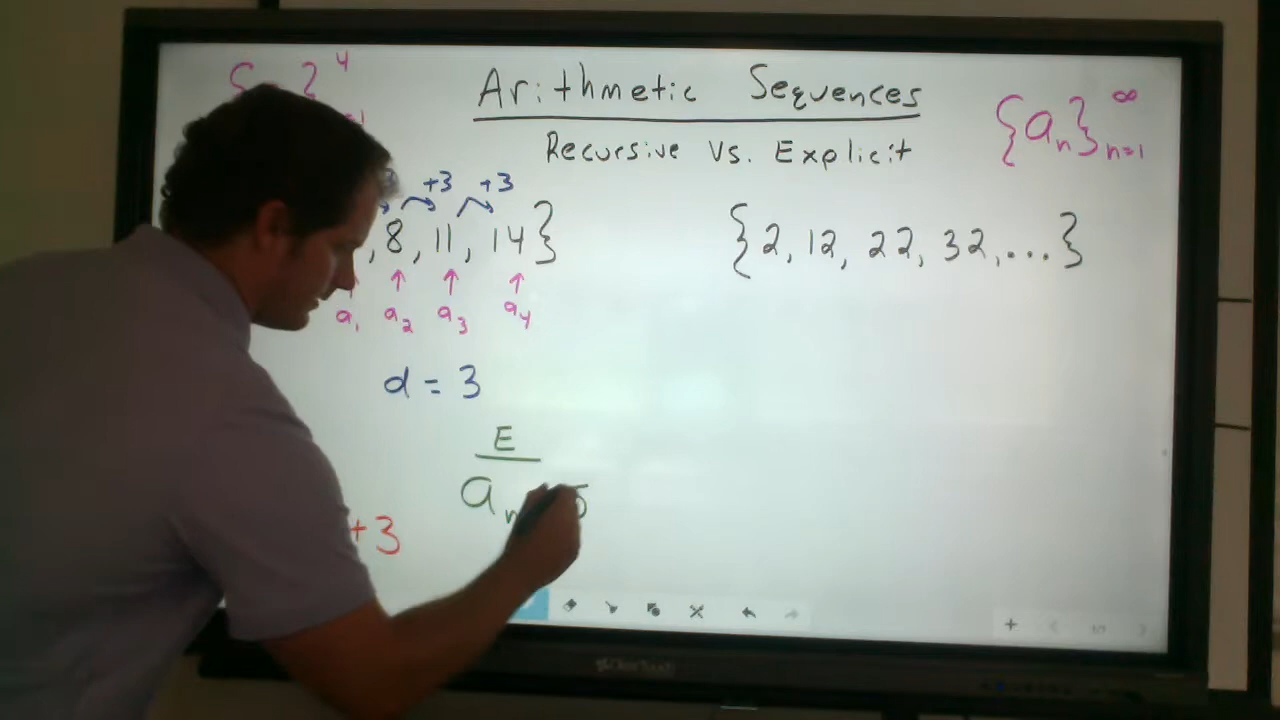 Arithmetic Sequences
Recursive Vs. Explicit
{aₙ}ₙ₌₁^∞
+3 +3
, 8, 11, 14}
a₁ a₂ a₃ a₄
{2, 12, 22, 32, ...}
d = 3
E
aₙ
+3